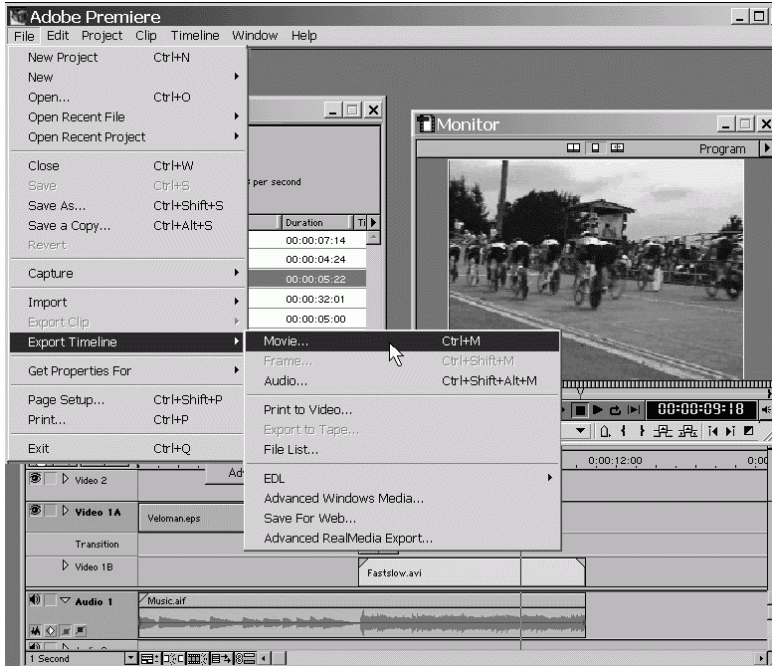 Adobe Premiere
File Edit Project Clip Timeline Window Help
New Project Ctrl+N
New
Open... Ctrl+O
Open Recent File
Open Recent Project
Close Ctrl+W
Save Ctrl+S
Save As... Ctrl+Shift+S
Save a Copy... Ctrl+Alt+S
Revert
Capture
Import
Export Clip
Export Timeline
Get Properties For
Page Setup... Ctrl+Shift+P
Print... Ctrl+P
Exit Ctrl+Q
per second
Duration Ti
00:00:07:14
00:00:04:24
00:00:05:22
00:00:32:01
00:00:05:00
Monitor
Program
Movie... Ctrl+M
Frame... Ctrl+Shift+M
Audio... Ctrl+Shift+Alt+M
Print to Video...
Export to Tape...
File List...
EDL
Advanced Windows Media...
Save For Web...
Advanced RealMedia Export...
00:00:09:18
0:00:12:00 0:00
Ad
Video 2
Video 1A Veloman.eps
Transition
Video 1B Fastslow.avi
Audio 1 Music.aif
1 Second